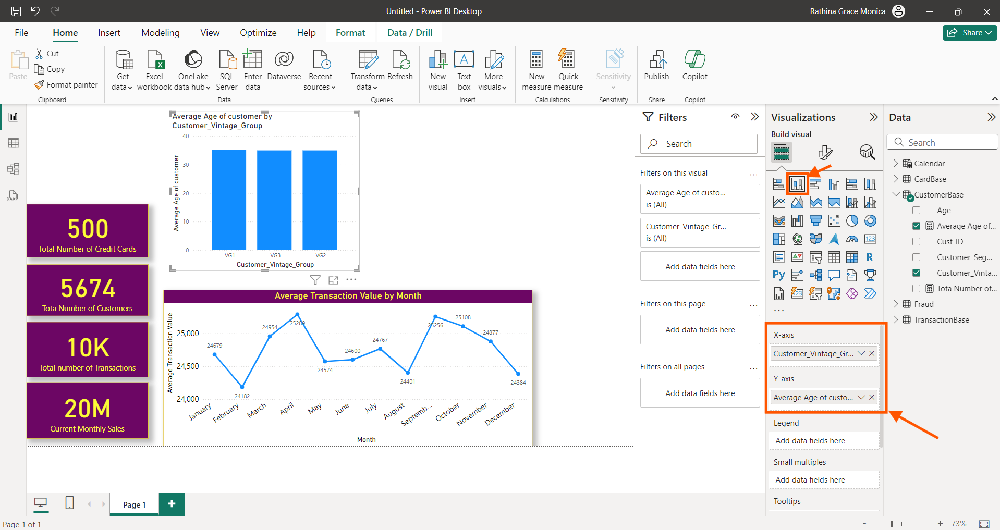 Untitled - Power BI Desktop
Rathina Grace Monica
File
Home
Insert
Modeling
View
Optimize
Help
Format
Data / Drill
Share
Paste
Cut
Copy
Format painter
Clipboard
Get
data
Excel
workbook
OneLake
data hub
SQL
Server
Enter
data
Dataverse
Recent
sources
Data
Transform
data
Refresh
Queries
New
visual
Text
box
More
visuals
Insert
New
measure
Quick
measure
Calculations
Sensitivity
Sensitivity
Publish
Share
Copilot
Copilot
Average Age of customer by
Customer_Vintage_Group
40
30
20
10
0
Average Age of customer
VG1
VG3
VG2
Customer_Vintage_Group
500
Total Number of Credit Cards
5674
Tota Number of Customers
10K
Total number of Transactions
20M
Current Monthly Sales
Average Transaction Value by Month
Average Transaction Value
25,000
24,500
24,000
24679
24182
24954
25289
24574
24600
24767
24401
25256
25108
24877
24384
January
February
March
April
May
June
July
August
Septemb...
October
November
December
Month
Filters
Search
Filters on this visual
...
Average Age of custo...
is (All)
Customer_Vintage_Gr...
is (All)
Add data fields here
Filters on this page
...
Add data fields here
Filters on all pages
...
Add data fields here
Visualizations
Build visual
123
R
Py
123
...
X-axis
Customer_Vintage_Gr...
Y-axis
Average Age of custo...
Legend
Add data fields here
Small multiples
Add data fields here
Tooltips
Data
Search
Calendar
CardBase
CustomerBase
Age
Average Age of...
Cust_ID
Customer_Seg...
Customer_Vinta...
Tota Number of...
Fraud
TransactionBase
DAX
Page 1
+
Page 1 of 1
- + 73%